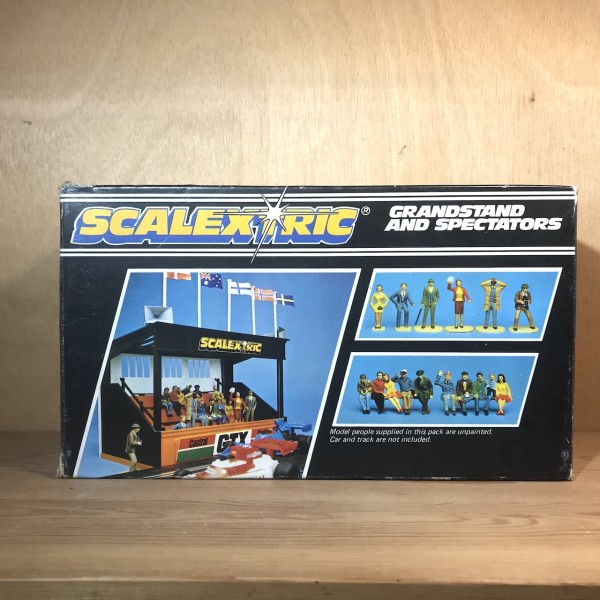 SCALEXTRIC®
GRANDSTAND
AND SPECTATORS
SCALEXTRIC
Castrol
GTX
Model people supplied in this pack are unpainted.
Car and track are not included.